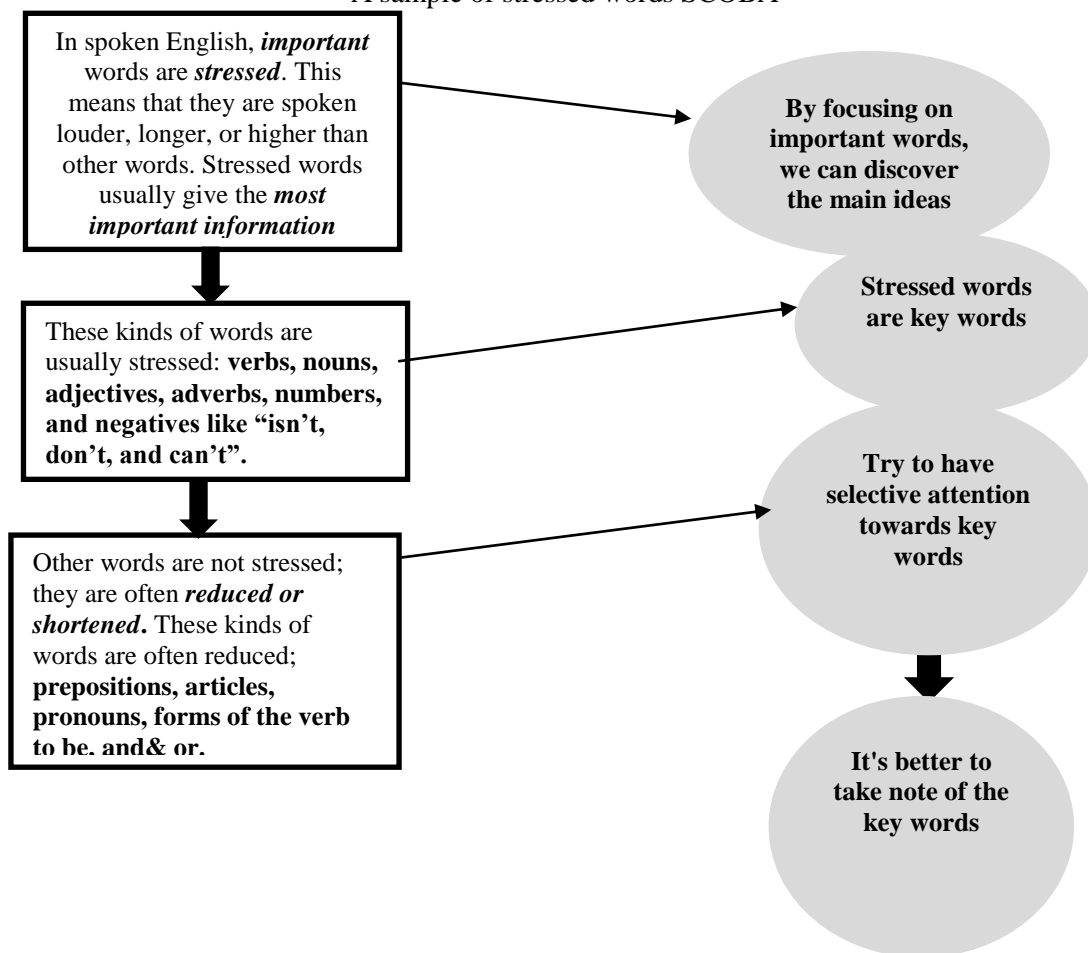 A sample of stressed words SCOBA
In spoken English, important
words are stressed. This
means that they are spoken
louder, longer, or higher than
other words. Stressed words
usually give the most
important information
By focusing on
important words,
we can discover
the main ideas
These kinds of words are
usually stressed: verbs, nouns,
adjectives, adverbs, numbers,
and negatives like “isn’t,
don’t, and can’t”.
Stressed words
are key words
Other words are not stressed;
they are often reduced or
shortened. These kinds of
words are often reduced;
prepositions, articles,
pronouns, forms of the verb
to be, and& or.
Try to have
selective attention
towards key
words
It's better to
take note of the
key words